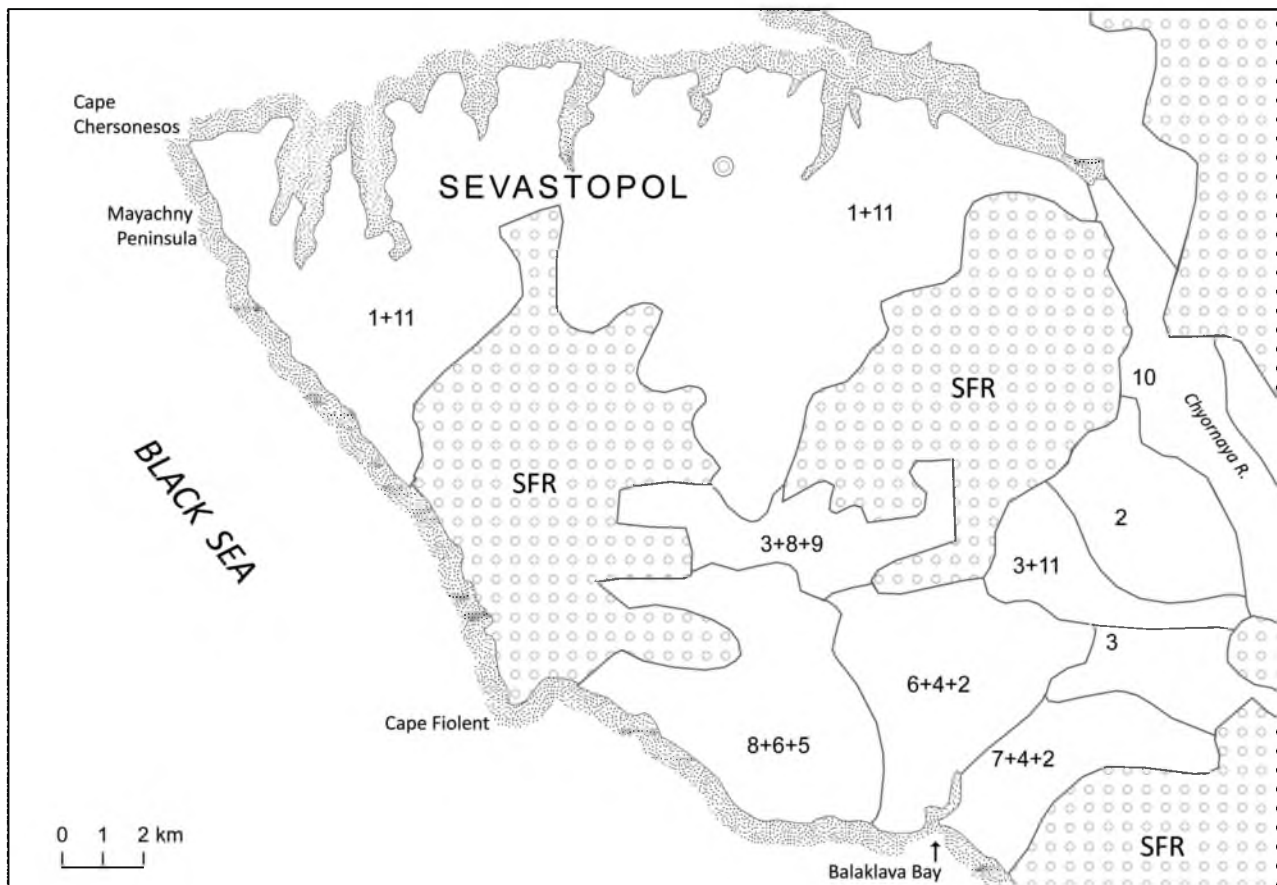 Cape
Chersonesos
SEVASTOPOL
Mayachny
Peninsula
1+11
1+11
10
Chyornaya R.
SFR
BLACK SEA
SFR
2
3+8+9
3+11
3
6+4+2
Cape Fiolent
8+6+5
7+4+2
0 1 2 km
SFR
Balaklava Bay